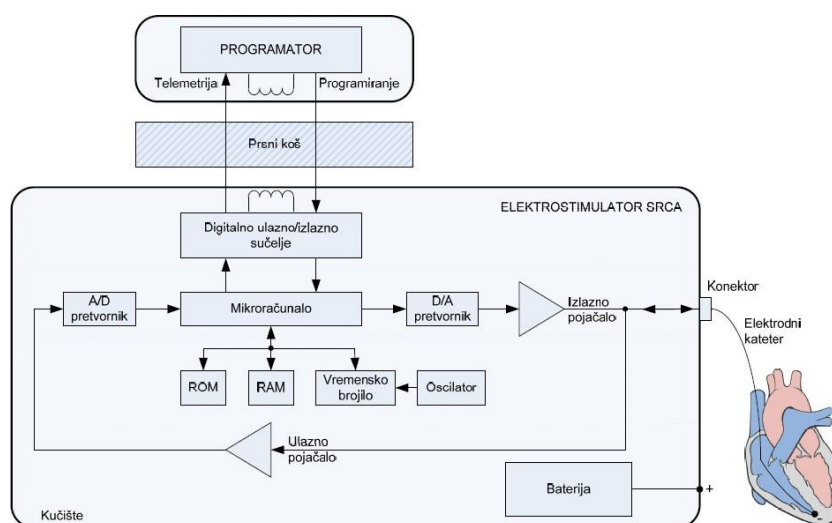 PROGRAMATOR
Telemetrija
Programiranje
Prsni koš
ELEKTROSTIMULATOR SRCA
Digitalno ulazno/izlazno
sučelje
A/D
pretvornik
Mikroračunalo
D/A
pretvornik
Izlazno
pojačalo
Konektor
Elektrodni
kateter
ROM
RAM
Vremensko
brojilo
Oscilator
Ulazno
pojačalo
Baterija
+
Kučište